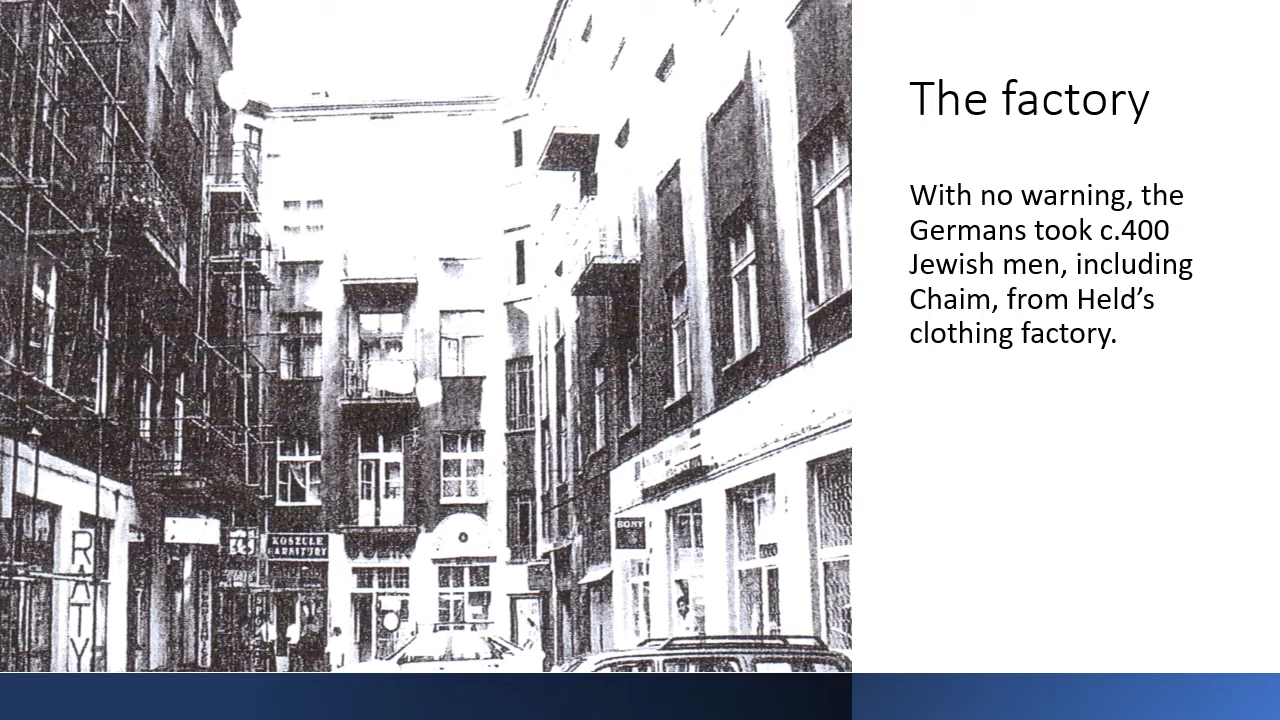 The factory
With no warning, the
Germans took c.400
Jewish men, including
Chaim, from Held’s
clothing factory.
KOSZULE
GARNITURY
SONY
RATY